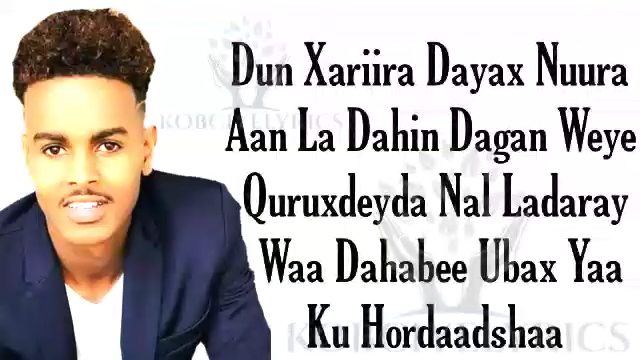 Dun Xariira Dayax Nuura
Aan La Dahin Dagan Weye
Quruxdeyda Nal Ladaray
Waa Dahabee Ubax Yaa
Ku Hordaadshaa